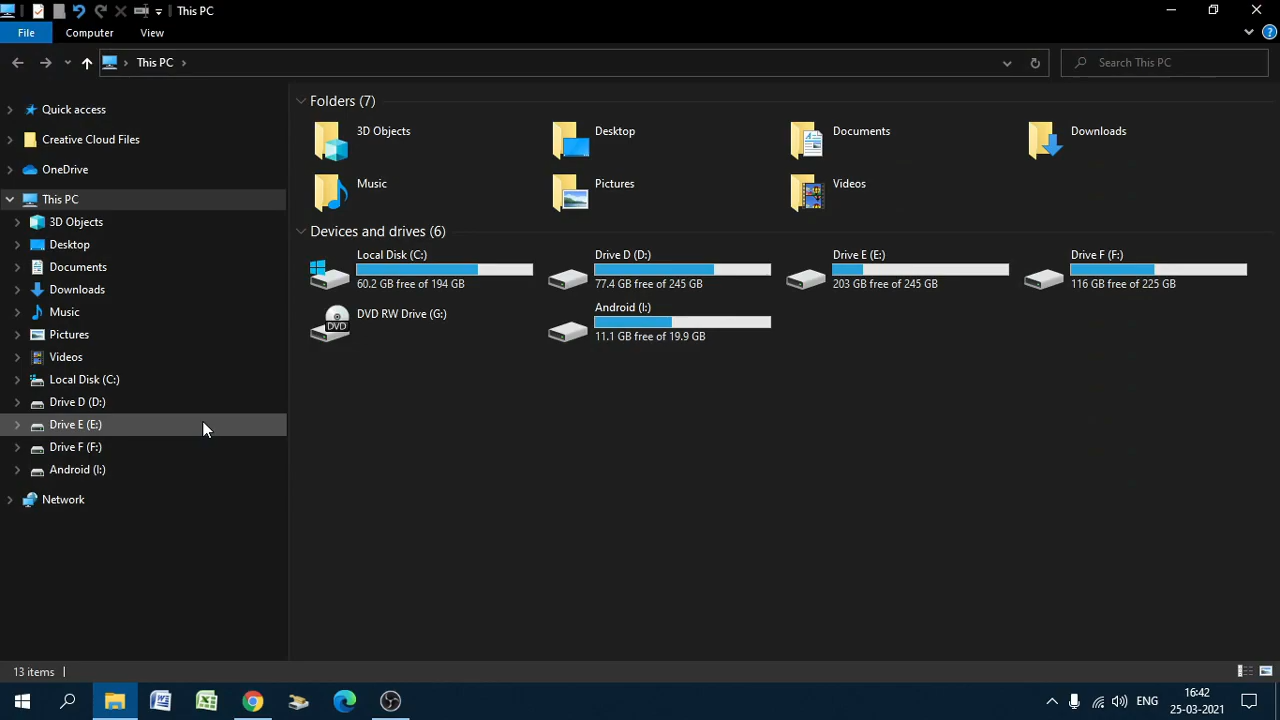 This PC
File Computer View
This PC
Search This PC
Quick access
Creative Cloud Files
OneDrive
This PC
3D Objects
Desktop
Documents
Downloads
Music
Pictures
Videos
Local Disk (C:)
Drive D (D:)
Drive E (E:)
Drive F (F:)
Android (I:)
Network
Folders (7)
3D Objects
Desktop
Documents
Downloads
Music
Pictures
Videos
Devices and drives (6)
Local Disk (C:)
60.2 GB free of 194 GB
Drive D (D:)
77.4 GB free of 245 GB
Drive E (E:)
203 GB free of 245 GB
Drive F (F:)
116 GB free of 225 GB
DVD RW Drive (G:)
DVD
Android (I:)
11.1 GB free of 19.9 GB
13 items
ENG
16:42
25-03-2021